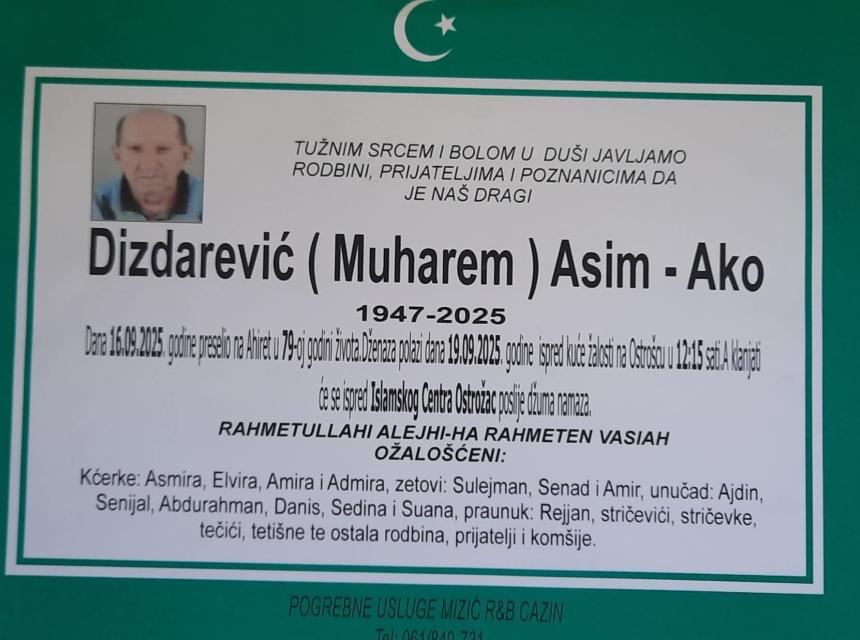 TUŽNIM SRCEM I BOLOM U DUŠI JAVLJAMO
RODBINI, PRIJATELJIMA I POZNANICIMA DA
JE NAŠ DRAGI
Dizdarević ( Muharem ) Asim - Ako
1947-2025
Dana 16.09.2025. godine preselio na Ahiret u 79-oj godini života.Dženaza polazi dana 19.09.2025. godine ispred kuće žalosti na Ostrošcu u 12:15 sati.A klanjati
će se ispred Islamskog Centra Ostrožac poslije džuma namaza.
RAHMETULLAHI ALEJHI-HA RAHMETEN VASIAH
OŽALOŠĆENI:
Kćerke: Asmira, Elvira, Amira i Admira, zetovi: Sulejman, Senad i Amir, unučad: Ajdin,
Senijal, Abdurahman, Danis, Sedina i Suana, praunuk: Rejjan, stričevići, stričevke,
tečići, tetišne te ostala rodbina, prijatelji i komšije.
POGREBNE USLUGE MIZIĆ R&B CAZIN
Tel: 061/840-721